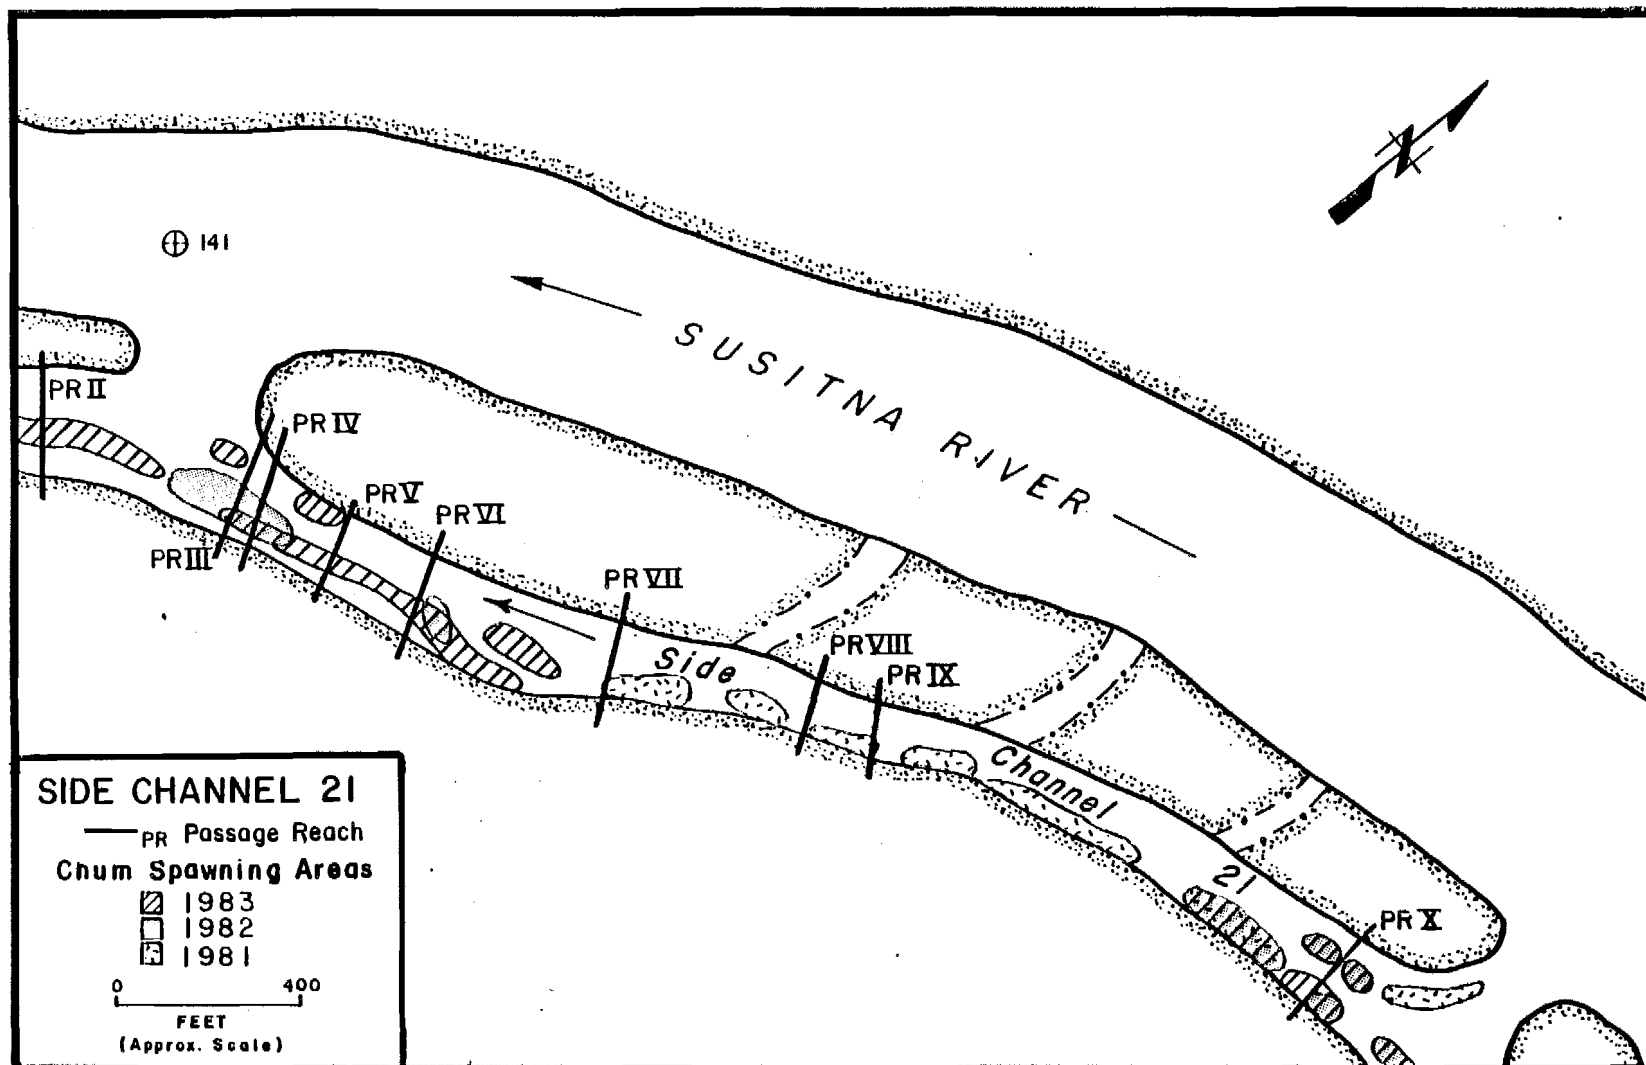 141
SUSITNA RIVER
PR II
PR IV
PR V
PR VI
PR III
PR VII
Side
PR VIII
PR IX
Channel
21
PR X
SIDE CHANNEL 21
PR Passage Reach
Chum Spawning Areas
1983
1982
1981
0 400
FEET
(Approx. Scale)
N